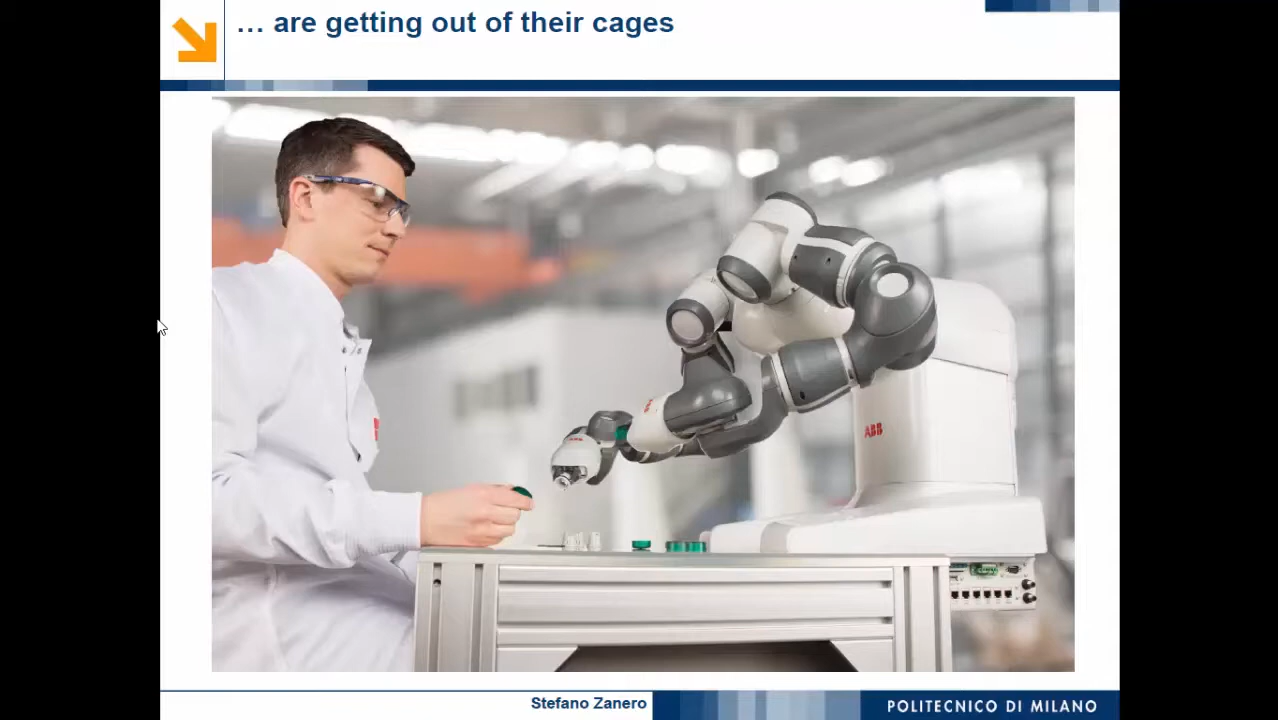 … are getting out of their cages
ABB
Stefano Zanero
POLITECNICO DI MILANO